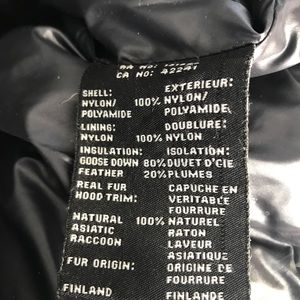 CA NO: 42241
SHELL: EXTERIEUR:
NYLON/ 100% NYLON/
POLYAMIDE POLYAMIDE
LINING: DOUBLURE:
NYLON 100% NYLON
INSULATION: ISOLATION:
GOOSE DOWN 80% DUVET D'OIE
FEATHER 20% PLUMES
REAL FUR CAPUCHE EN
HOOD TRIM: VERITABLE
FOURRURE
NATURAL 100% NATUREL
ASIATIC RATON
RACCOON LAVEUR
ASIATIQUE
FUR ORIGIN: ORIGINE DE
FOURRURE
FINLAND FINLANDE